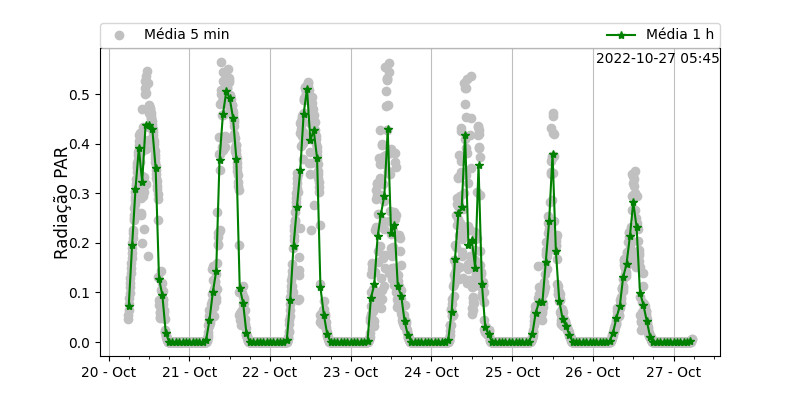 Média 5 min
Média 1 h
2022-10-27 05:45
Radiação PAR
0.5
0.4
0.3
0.2
0.1
0.0
20 - Oct
21 - Oct
22 - Oct
23 - Oct
24 - Oct
25 - Oct
26 - Oct
27 - Oct